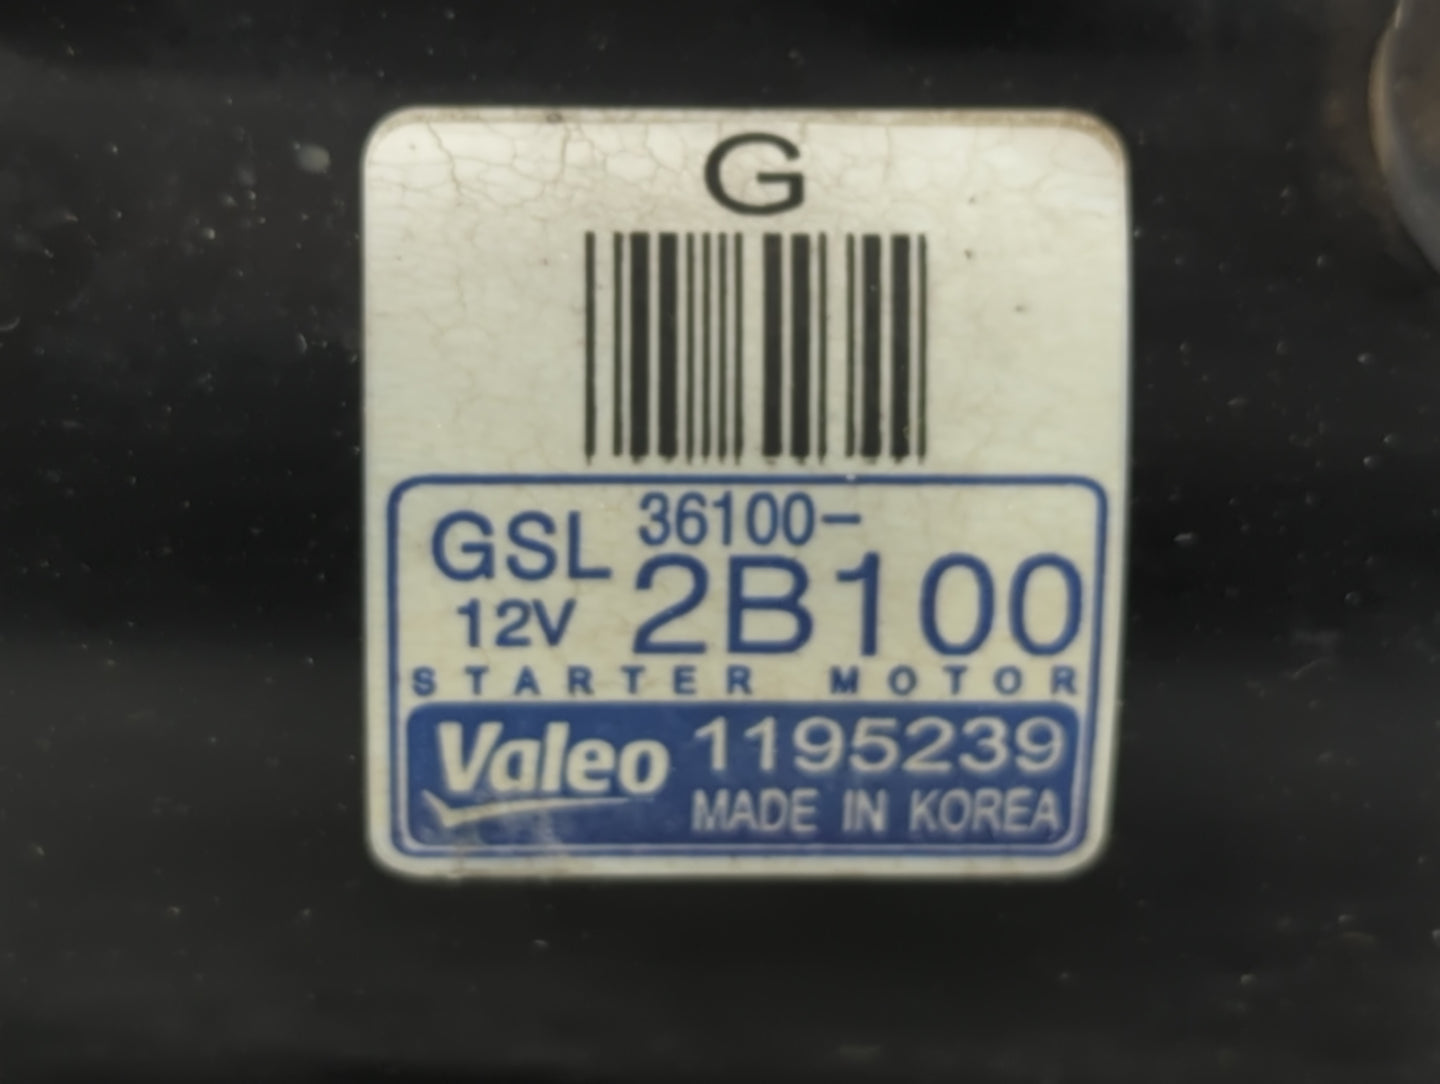 G
GSL 36100-
12V 2B100
STARTER MOTOR
Valeo 1195239
MADE IN KOREA